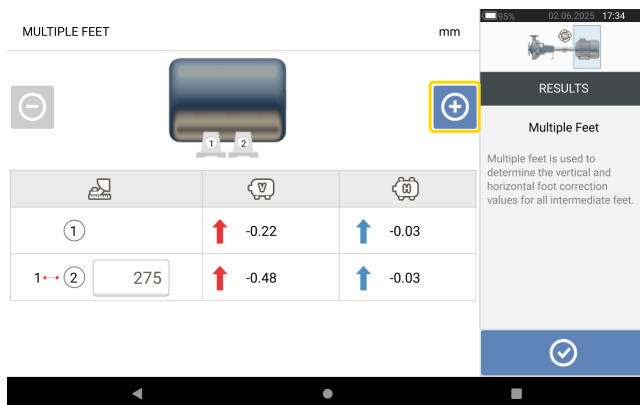 MULTIPLE FEET
mm
95% 02.06.2025 17:34
RESULTS
Multiple Feet
Multiple feet is used to
determine the vertical and
horizontal foot correction
values for all intermediate feet.
1 2
V H
1 -0.22 -0.03
1 2 275 -0.48 -0.03